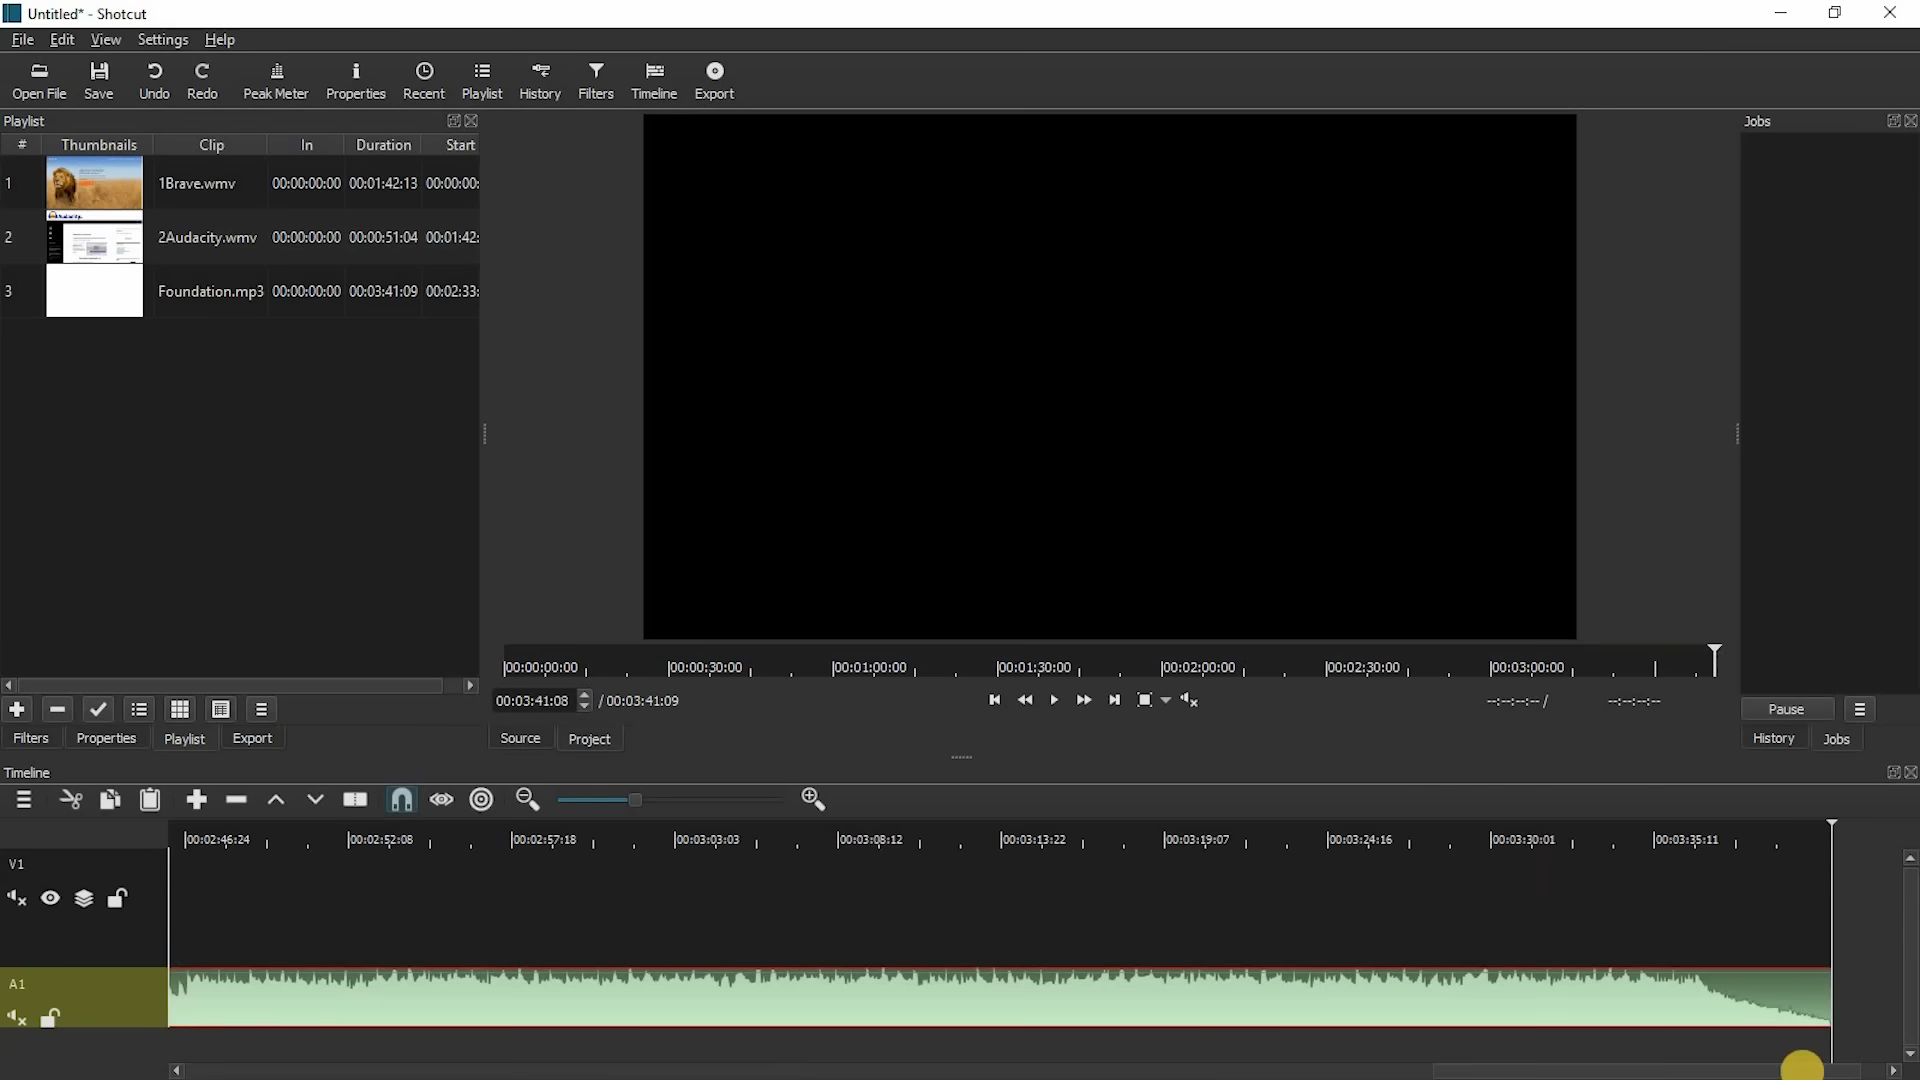 Untitled* - Shotcut
File Edit View Settings Help
Open File Save Undo Redo Peak Meter Properties Recent Playlist History Filters Timeline Export
Playlist
# Thumbnails Clip In Duration Start
1 1Brave.wmv 00:00:00:00 00:01:42:13 00:00:00:
2 2Audacity.wmv 00:00:00:00 00:00:51:04 00:01:42:
3 Foundation.mp3 00:00:00:00 00:03:41:09 00:02:33:
Jobs
00:00:00:00 00:00:30:00 00:01:00:00 00:01:30:00 00:02:00:00 00:02:30:00 00:03:00:00
00:03:41:08 / 00:03:41:09 --:--:--:-- / --:--:--:--
Pause
Filters Properties Playlist Export
Source Project
History Jobs
Timeline
00:02:46:24 00:02:52:08 00:02:57:18 00:03:03:03 00:03:08:12 00:03:13:22 00:03:19:07 00:03:24:16 00:03:30:01 00:03:35:11
V1
A1